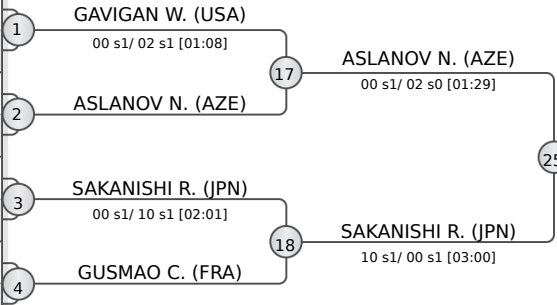 GAVIGAN W. (USA)
1
00 s1/ 02 s1 [01:08]
ASLANOV N. (AZE)
17
00 s1/ 02 s0 [01:29]
ASLANOV N. (AZE)
2
25
SAKANISHI R. (JPN)
3
00 s1/ 10 s1 [02:01]
SAKANISHI R. (JPN)
18
10 s1/ 00 s1 [03:00]
GUSMAO C. (FRA)
4